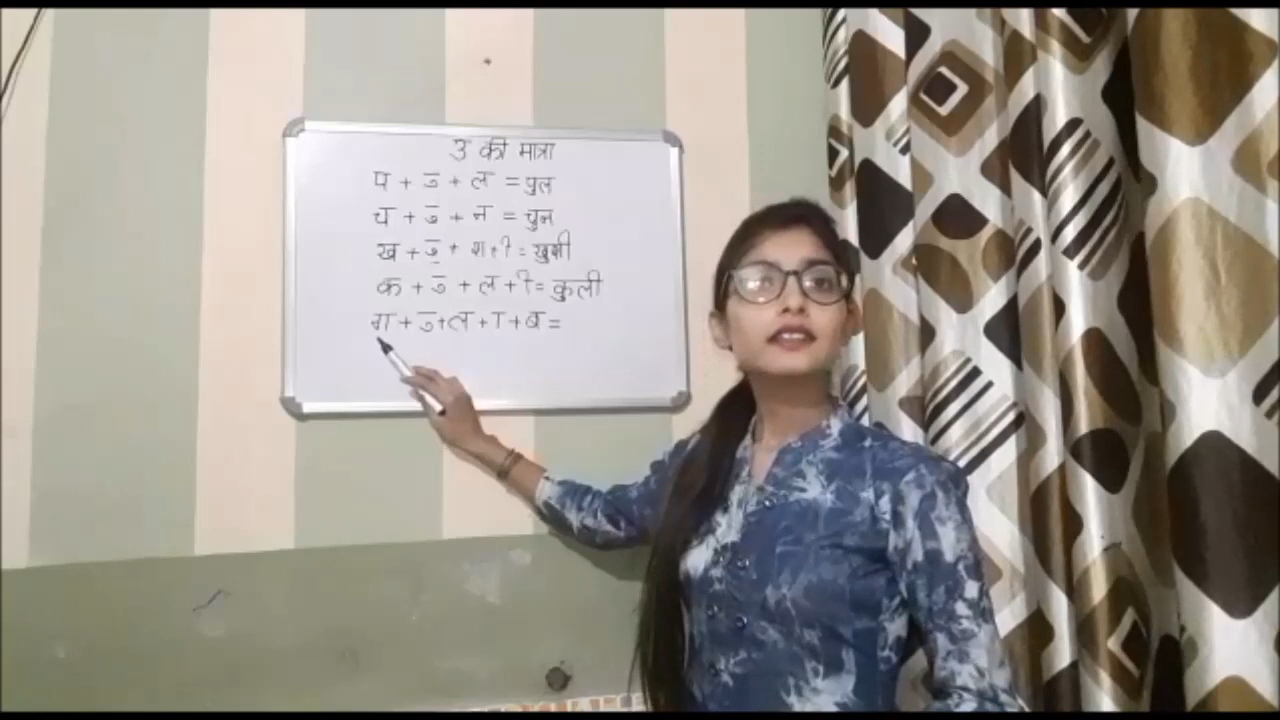 उ की मात्रा
प + ु + ल = पुल
च + ु + न = चुन
ख + ु + श + ी = खुशी
क + ु + ल + ी = कुली
ग + ु + ल + ा + ब =